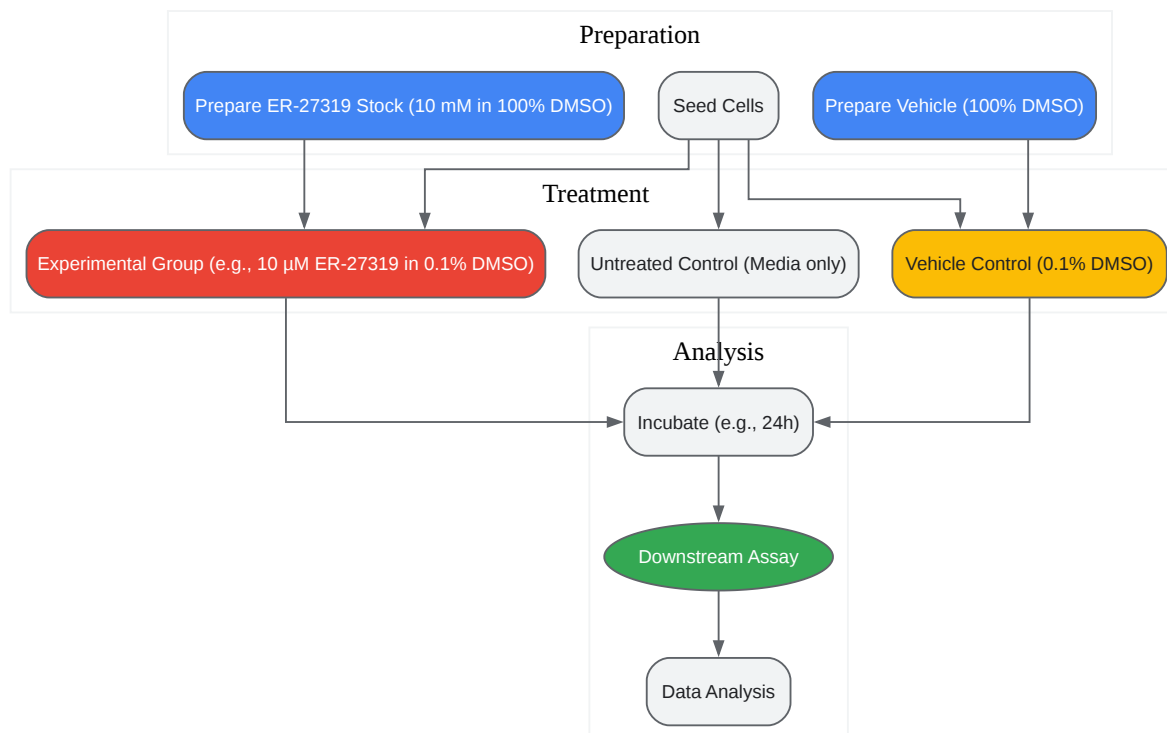 Preparation
Prepare ER-27319 Stock (10 mM in 100% DMSO)
Seed Cells
Prepare Vehicle (100% DMSO)
Treatment
Experimental Group (e.g., 10 µM ER-27319 in 0.1% DMSO)
Untreated Control (Media only)
Vehicle Control (0.1% DMSO)
Analysis
Incubate (e.g., 24h)
Downstream Assay
Data Analysis